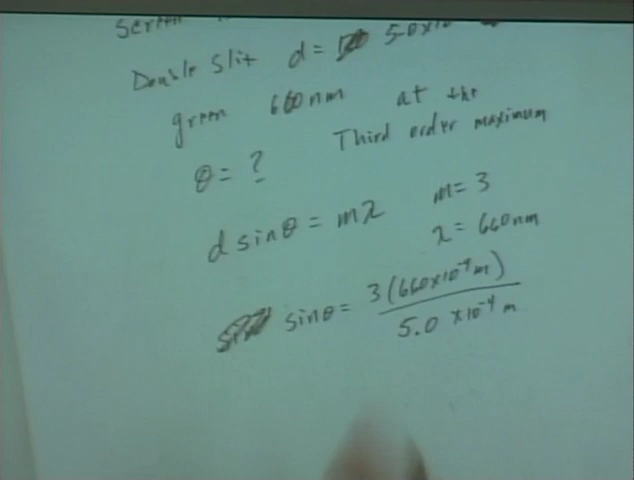 Screen
Double Slit d = 5.0x10
green 660nm at the
Third order maximum
θ = ?
d sinθ = mλ m = 3
λ = 660nm
sinθ = 3(660x10⁻⁹m)
5.0 x10⁻⁴ m